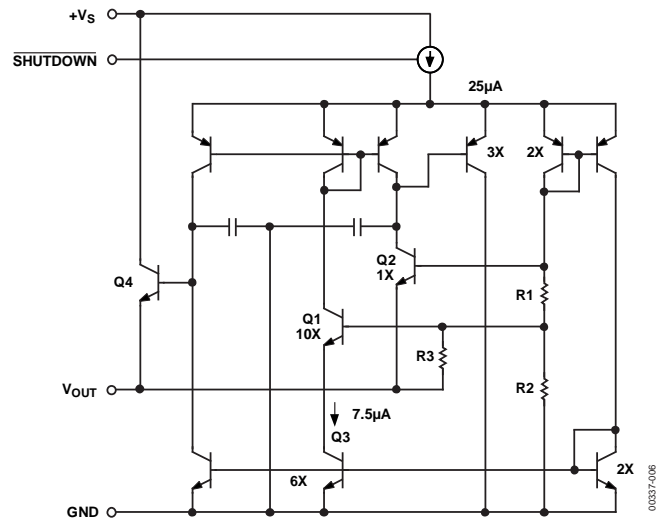 +VS
SHUTDOWN
25µA
3X
2X
Q2
1X
Q4
R1
Q1
10X
R3
R2
VOUT
7.5µA
Q3
6X
2X
GND
00337-006